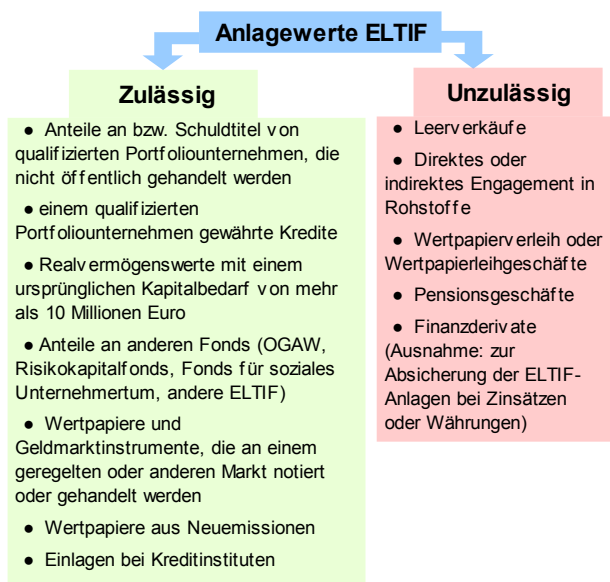 Anlagewerte ELTIF
Zulässig
● Anteile an bzw. Schuldtitel von
qualifizierten Portfoliounternehmen, die
nicht öffentlich gehandelt werden
● einem qualifizierten
Portfoliounternehmen gewährte Kredite
● Realvermögenswerte mit einem
ursprünglichen Kapitalbedarf von mehr
als 10 Millionen Euro
● Anteile an anderen Fonds (OGAW,
Risikokapitalfonds, Fonds für soziales
Unternehmertum, andere ELTIF)
● Wertpapiere und
Geldmarktinstrumente, die an einem
geregelten oder anderen Markt notiert
oder gehandelt werden
● Wertpapiere aus Neuemissionen
● Einlagen bei Kreditinstituten
Unzulässig
● Leerverkäufe
● Direktes oder
indirektes Engagement in
Rohstoffe
● Wertpapierverleih oder
Wertpapierleihgeschäfte
● Pensionsgeschäfte
● Finanzderivate
(Ausnahme: zur
Absicherung der ELTIF-
Anlagen bei Zinsätzen
oder Währungen)